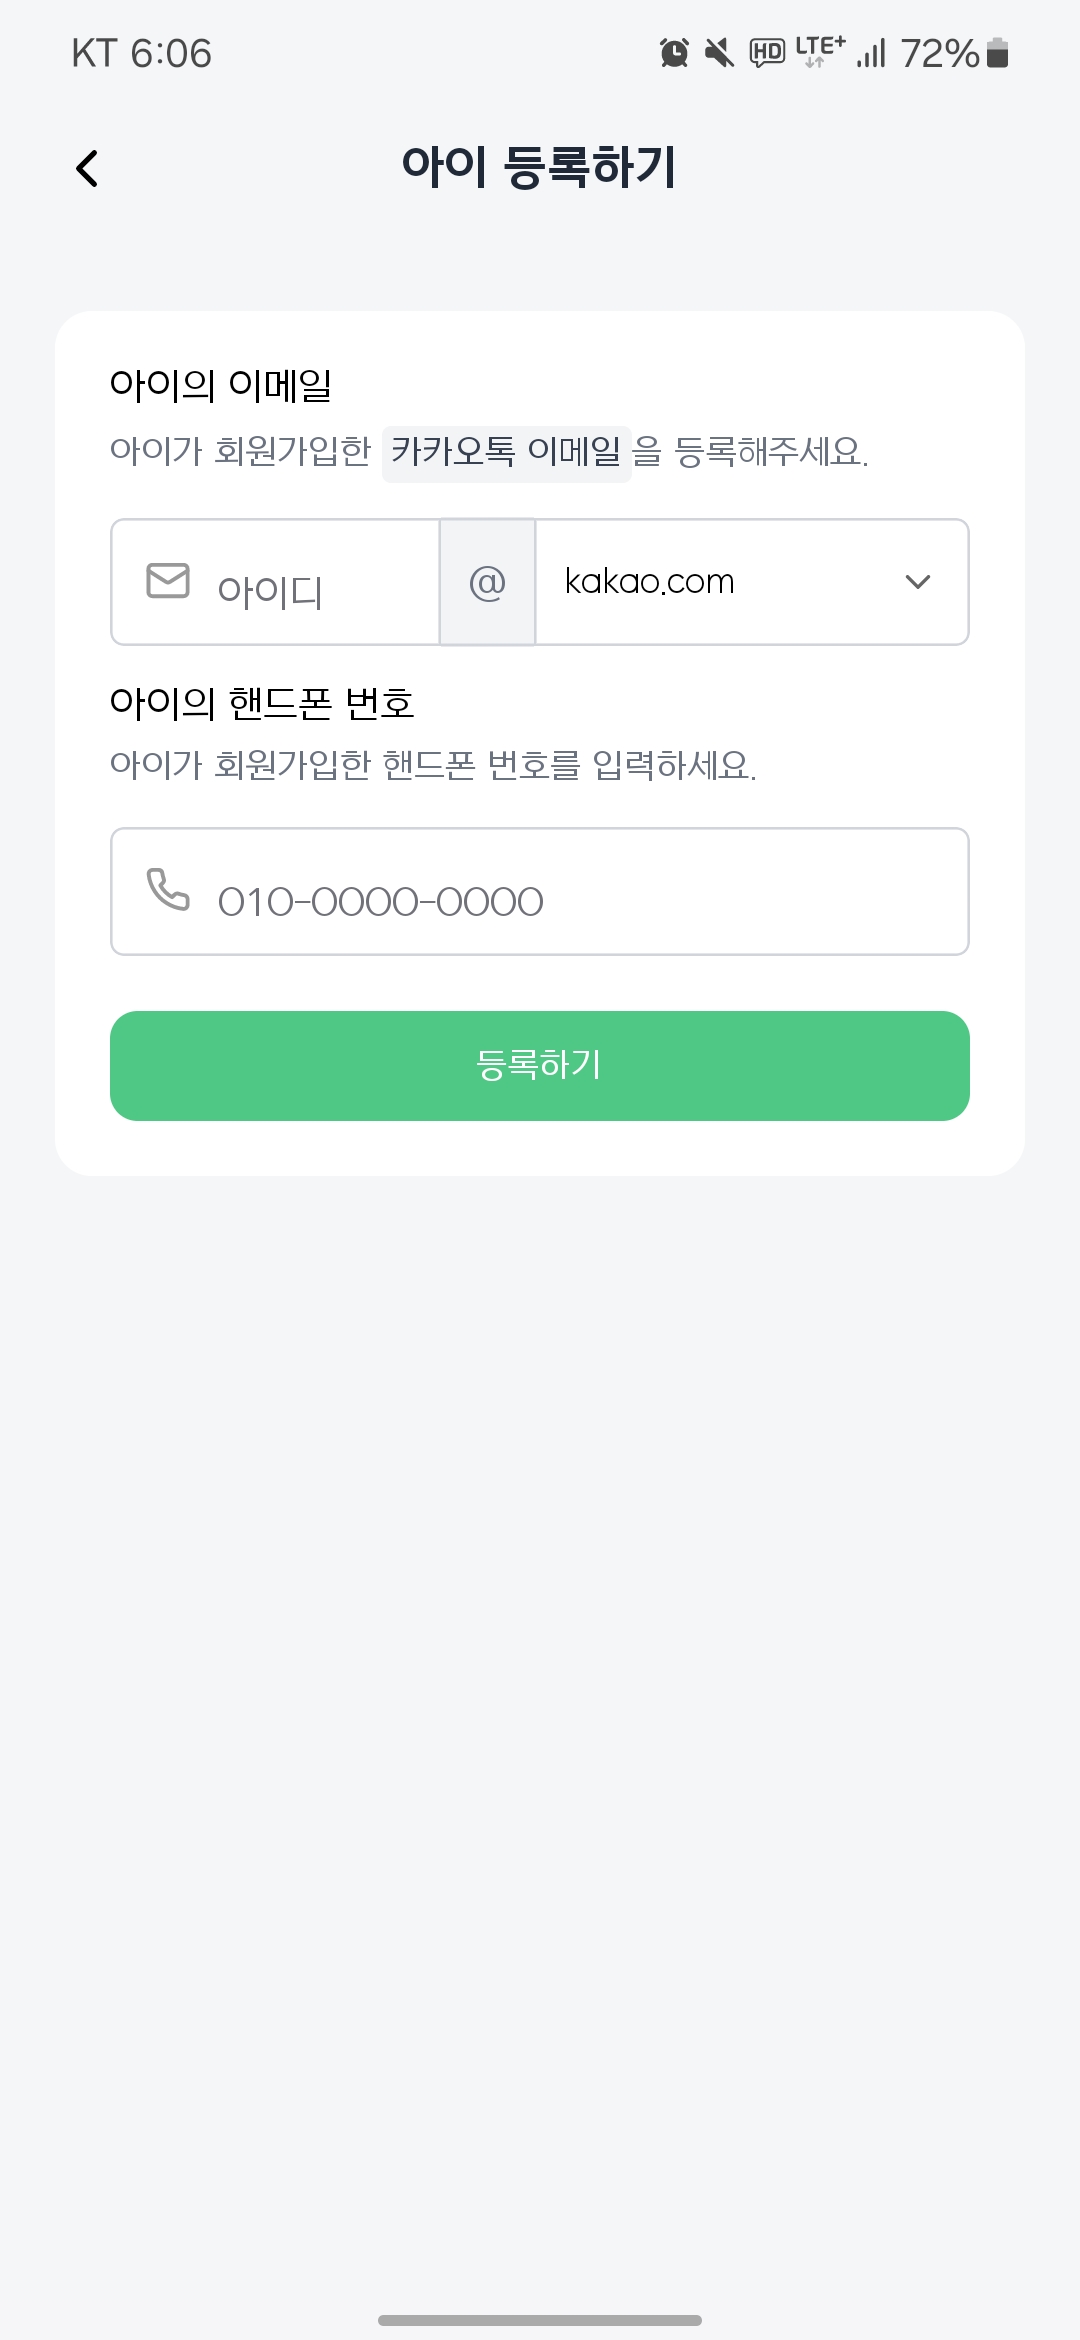 KT 6:06 HD LTE+ 72%
아이 등록하기
아이의 이메일
아이가 회원가입한 카카오톡 이메일을 등록해주세요.
아이디 @ kakao.com
아이의 핸드폰 번호
아이가 회원가입한 핸드폰 번호를 입력하세요.
010-0000-0000
등록하기